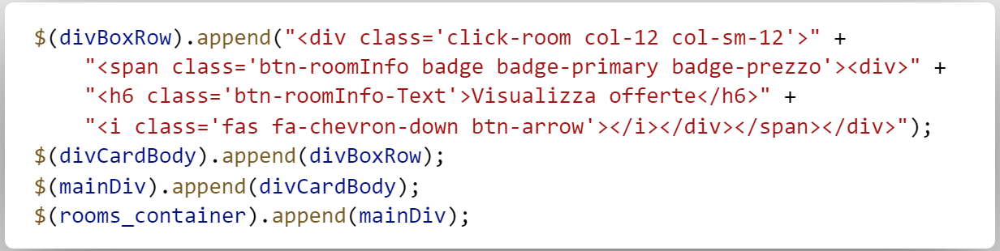 $(divBoxRow).append("<div class='click-room col-12 col-sm-12'>" +
    "<span class='btn-roomInfo badge badge-primary badge-prezzo'><div>" +
    "<h6 class='btn-roomInfo-Text'>Visualizza offerte</h6>" +
    "<i class='fas fa-chevron-down btn-arrow'></i></div></span></div>");
$(divCardBody).append(divBoxRow);
$(mainDiv).append(divCardBody);
$(rooms_container).append(mainDiv);